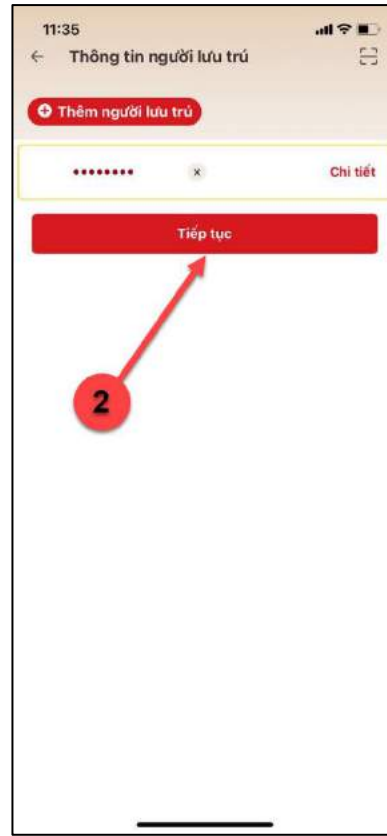 11:35
Thông tin người lưu trú
Thêm người lưu trú
•••••••• x Chi tiết
Tiếp tục
2